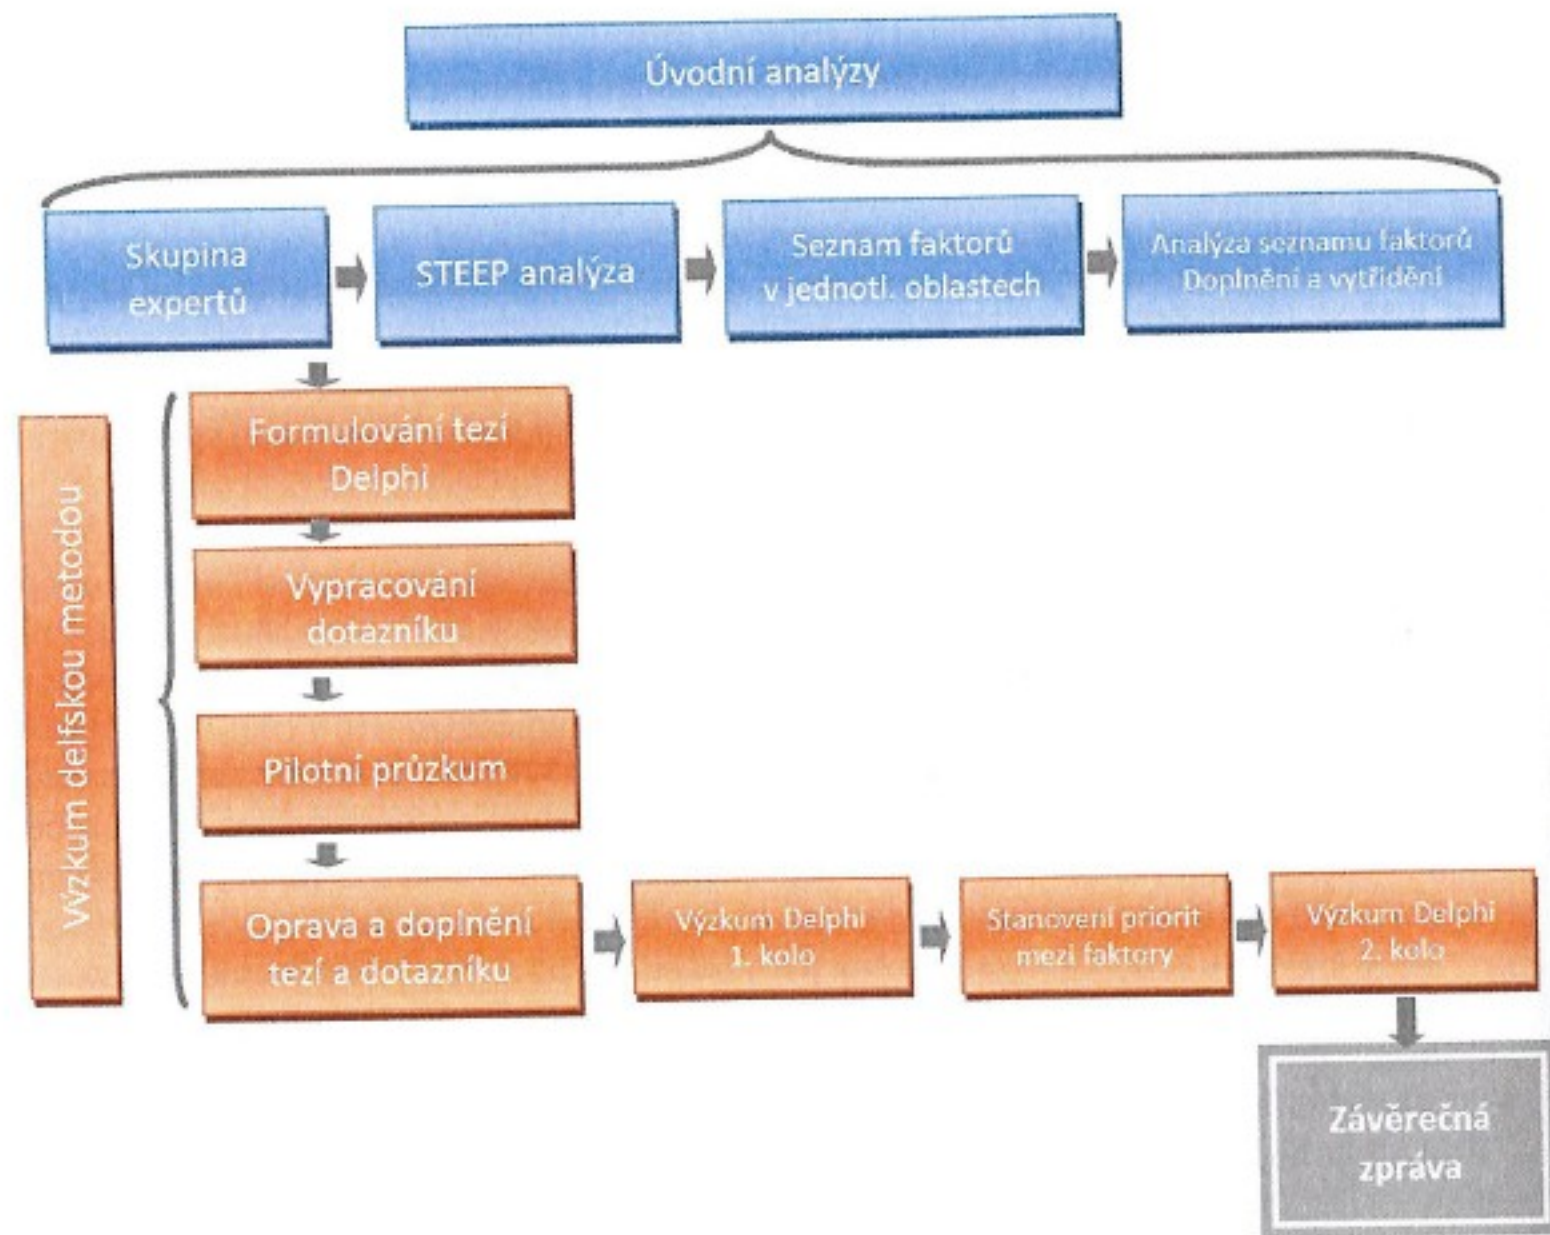 Úvodní analýzy
Skupina
expertů
STEEP analýza
Seznam faktorů
v jednotl. oblastech
Analýza seznamu faktorů
Doplnění a vytřídění
Výzkum delfskou metodou
Formulování tezí
Delphi
Vypracování
dotazníku
Pilotní průzkum
Oprava a doplnění
tezí a dotazníku
Výzkum Delphi
1. kolo
Stanovení priorit
mezi faktory
Výzkum Delphi
2. kolo
Závěrečná
zpráva